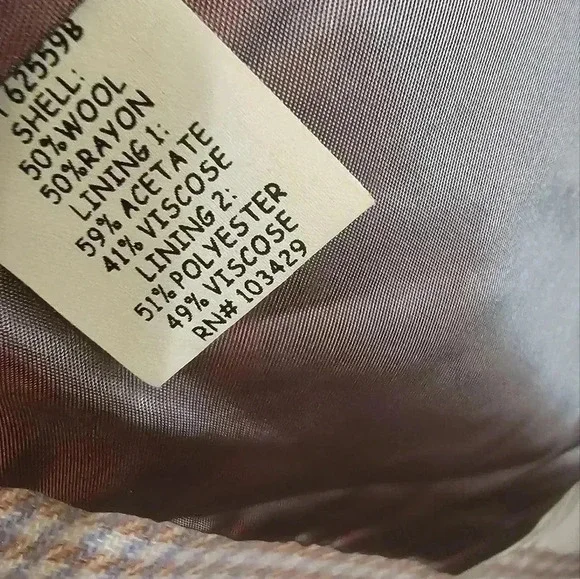 62559B
SHELL:
50% WOOL
50% RAYON
LINING 1:
59% ACETATE
41% VISCOSE
LINING 2:
51% POLYESTER
49% VISCOSE
RN# 103429